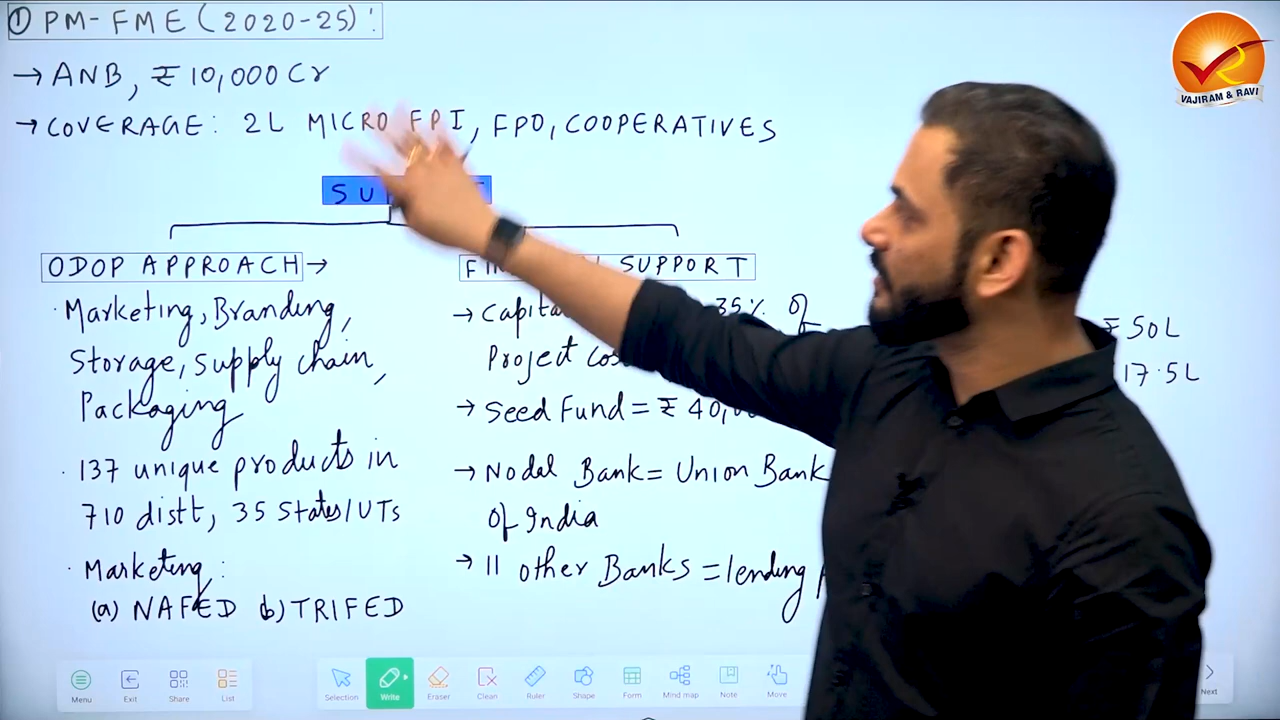 ① PM-FME (2020-25):
→ ANB, ₹ 10,000 Cr
→ COVERAGE: 2L MICRO FPI, FPO, COOPERATIVES
ODOP APPROACH →
· Marketing, Branding,
Storage, supply chain,
Packaging
· 137 unique products in
710 distt, 35 States/UTs
· Marketing:
(a) NAFED b) TRIFED
SUPPORT
→ 35% of
Project
₹ 50L
17.5L
→ Seed Fund = ₹
→ Nodal Bank = Union Bank
of India
→ 11 other Banks = lending
VAJIRAM & RAVI
Menu
Exit
Share
List
Selection
Write
Eraser
Clean
Ruler
Shape
Form
Mind map
Note
Move
Next